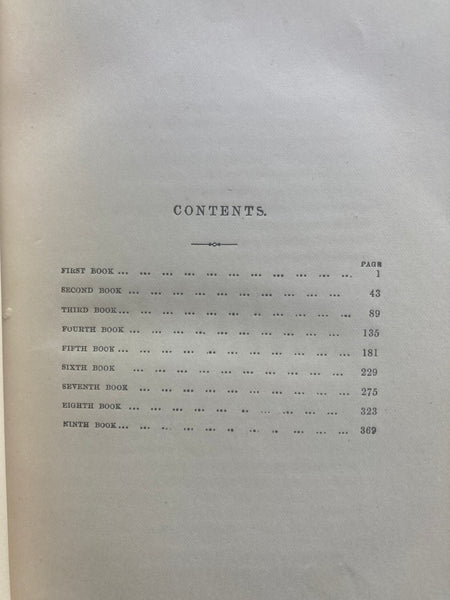 CONTENTS.
PAGE
FIRST BOOK ... ... ... ... ... ... ... ... ... ... ... 1
SECOND BOOK ... ... ... ... ... ... ... ... ... ... 43
THIRD BOOK ... ... ... ... ... ... ... ... ... ... ... 89
FOURTH BOOK ... ... ... ... ... ... ... ... ... ... 135
FIFTH BOOK ... ... ... ... ... ... ... ... ... ... ... 181
SIXTH BOOK ... ... ... ... ... ... ... ... ... ... 229
SEVENTH BOOK ... ... ... ... ... ... ... ... ... ... 275
EIGHTH BOOK ... ... ... ... ... ... ... ... ... ... 323
NINTH BOOK ... ... ... ... ... ... ... ... ... ... ... 369